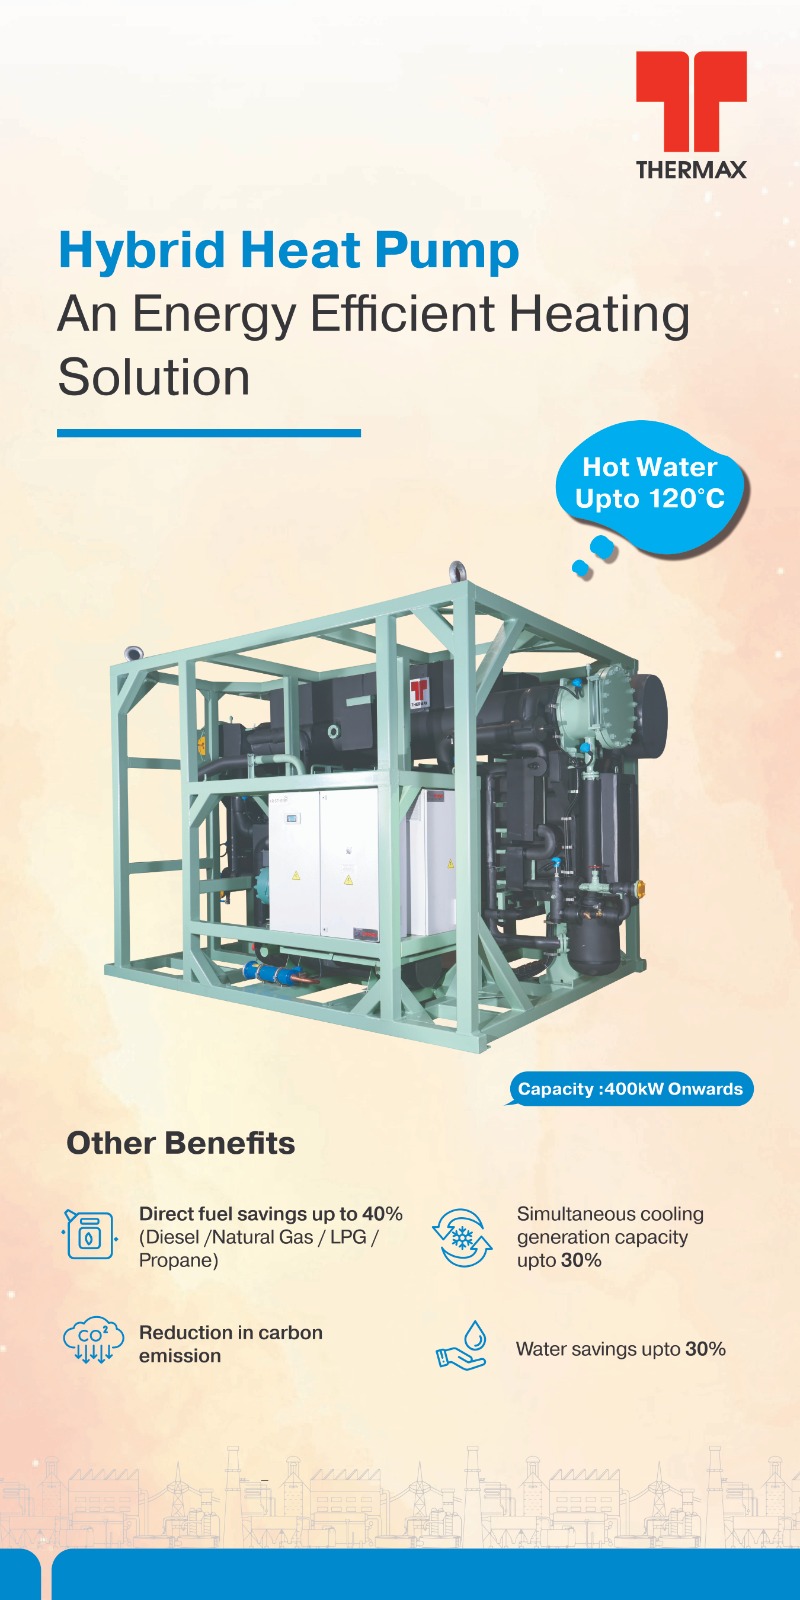 THERMAX
Hybrid Heat Pump
An Energy Efficient Heating
Solution
Hot Water
Upto 120°C
THERMAX
Capacity :400kW Onwards
Other Benefits
Direct fuel savings up to 40%
(Diesel /Natural Gas / LPG /
Propane)
Simultaneous cooling
generation capacity
upto 30%
CO²
Reduction in carbon
emission
Water savings upto 30%